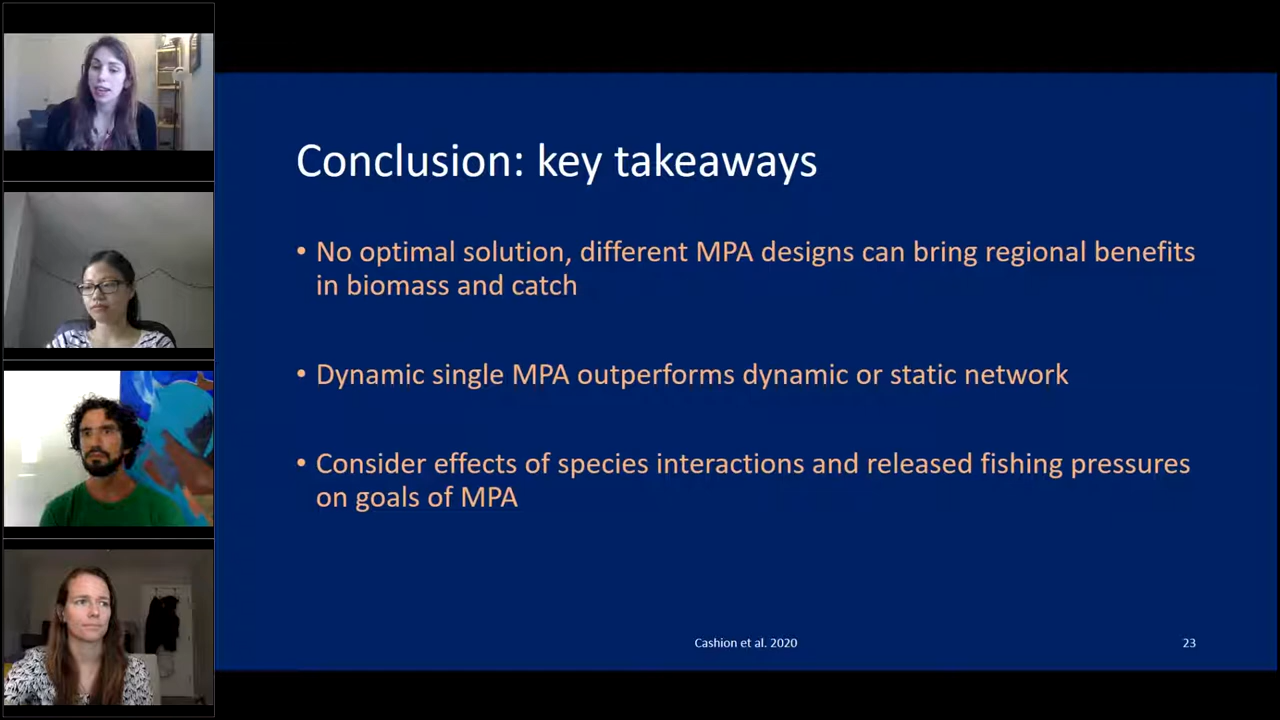 Conclusion: key takeaways
• No optimal solution, different MPA designs can bring regional benefits
in biomass and catch
• Dynamic single MPA outperforms dynamic or static network
• Consider effects of species interactions and released fishing pressures
on goals of MPA
Cashion et al. 2020
23